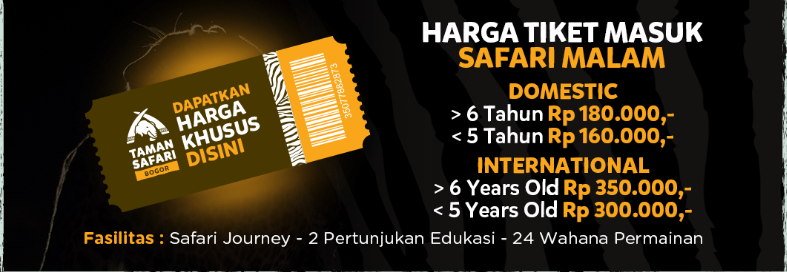 HARGA TIKET MASUK
SAFARI MALAM
DOMESTIC
> 6 Tahun Rp 180.000,-
< 5 Tahun Rp 160.000,-
INTERNATIONAL
> 6 Years Old Rp 350.000,-
< 5 Years Old Rp 300.000,-
DAPATKAN
HARGA
KHUSUS
DISINI
TAMAN
SAFARI
BOGOR
35077862873
Fasilitas : Safari Journey - 2 Pertunjukan Edukasi - 24 Wahana Permainan